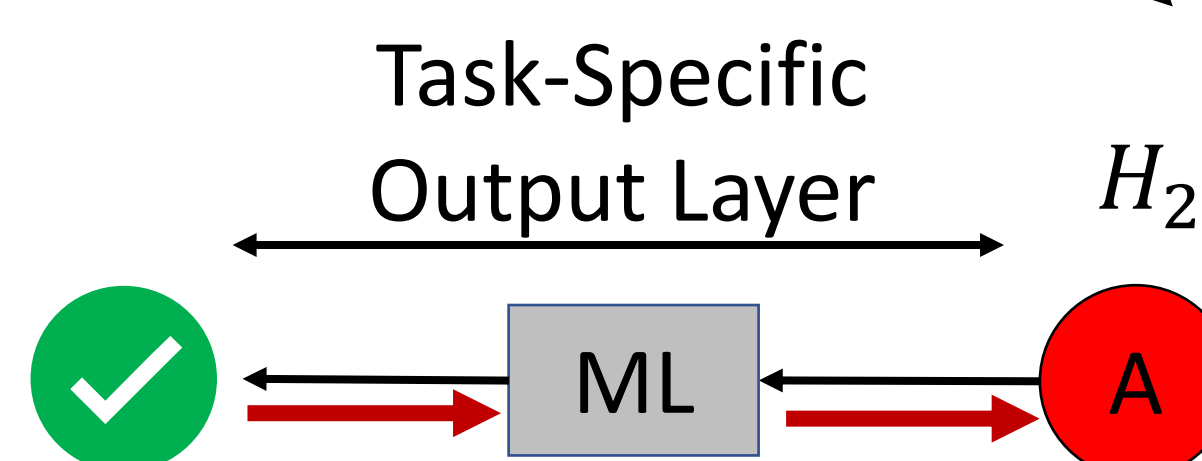 Task-Specific
Output Layer
H₂
ML
A